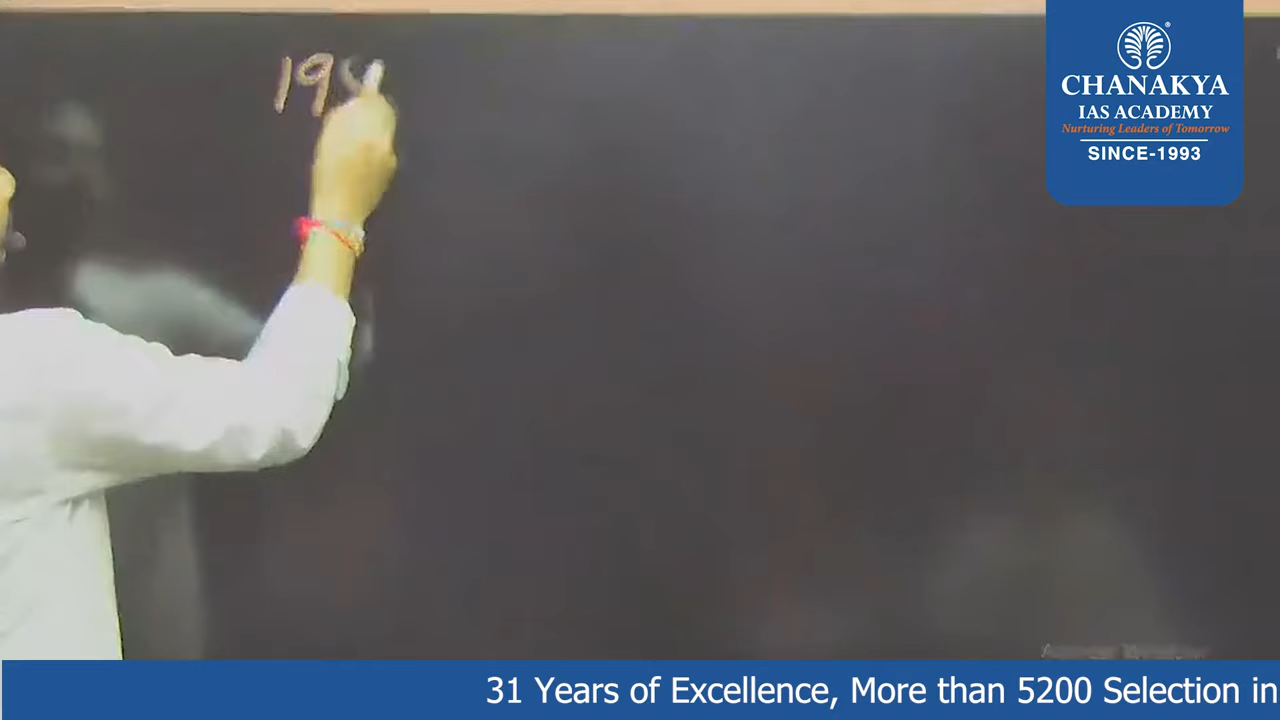 19
CHANAKYA
IAS ACADEMY
Nurturing Leaders of Tomorrow
SINCE-1993
31 Years of Excellence, More than 5200 Selection in